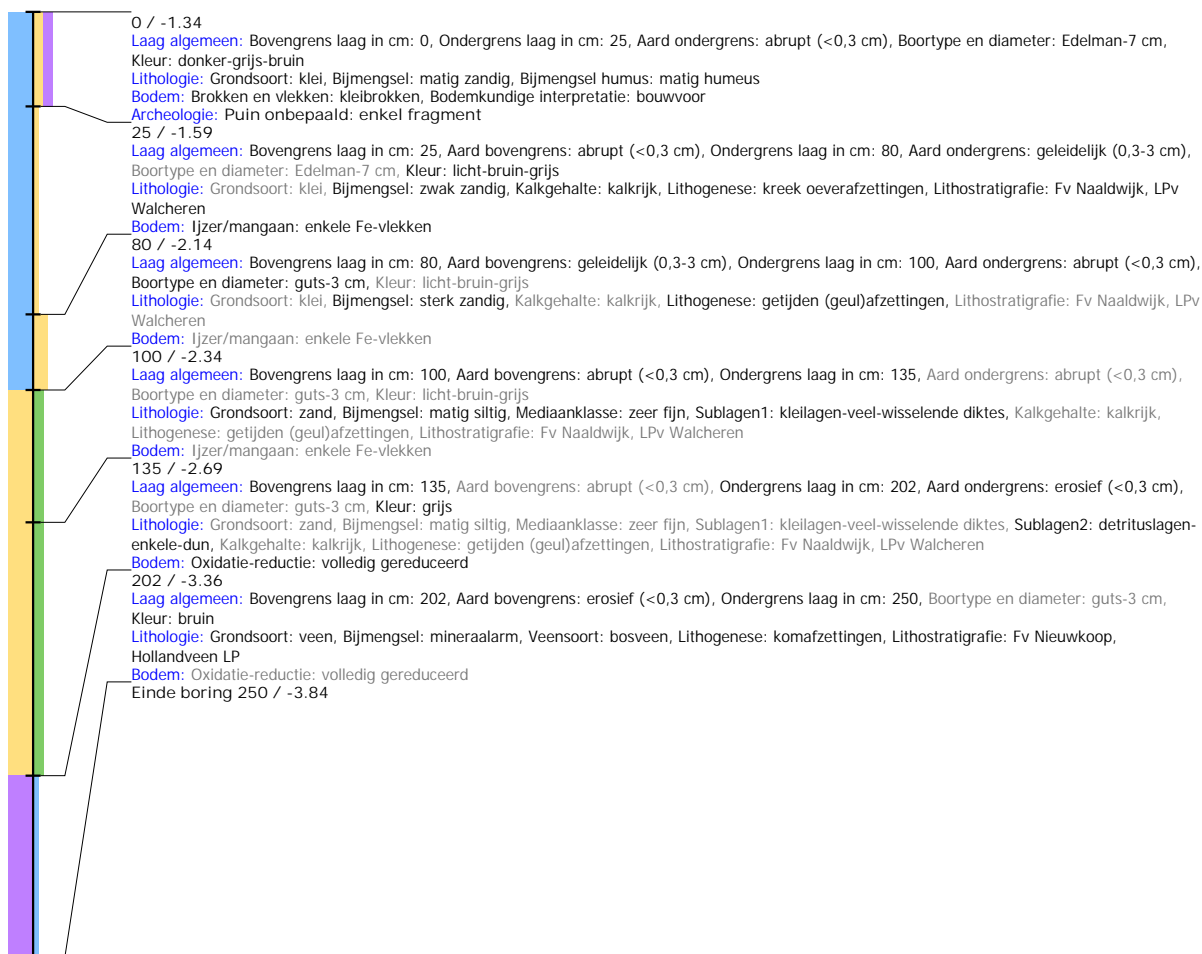 0 / -1.34
Laag algemeen: Bovengrens laag in cm: 0, Ondergrens laag in cm: 25, Aard ondergrens: abrupt (<0,3 cm), Boortype en diameter: Edelman-7 cm,
Kleur: donker-grijs-bruin
Lithologie: Grondsoort: klei, Bijmengsel: matig zandig, Bijmengsel humus: matig humeus
Bodem: Brokken en vlekken: kleibrokken, Bodemkundige interpretatie: bouwvoor
Archeologie: Puin onbepaald: enkel fragment
25 / -1.59
Laag algemeen: Bovengrens laag in cm: 25, Aard bovengrens: abrupt (<0,3 cm), Ondergrens laag in cm: 80, Aard ondergrens: geleidelijk (0,3-3 cm),
Boortype en diameter: Edelman-7 cm, Kleur: licht-bruin-grijs
Lithologie: Grondsoort: klei, Bijmengsel: zwak zandig, Kalkgehalte: kalkrijk, Lithogenese: kreek oeverafzettingen, Lithostratigrafie: Fv Naaldwijk, LPv
Walcheren
Bodem: Ijzer/mangaan: enkele Fe-vlekken
80 / -2.14
Laag algemeen: Bovengrens laag in cm: 80, Aard bovengrens: geleidelijk (0,3-3 cm), Ondergrens laag in cm: 100, Aard ondergrens: abrupt (<0,3 cm),
Boortype en diameter: guts-3 cm, Kleur: licht-bruin-grijs
Lithologie: Grondsoort: klei, Bijmengsel: sterk zandig, Kalkgehalte: kalkrijk, Lithogenese: getijden (geul)afzettingen, Lithostratigrafie: Fv Naaldwijk, LPv
Walcheren
Bodem: Ijzer/mangaan: enkele Fe-vlekken
100 / -2.34
Laag algemeen: Bovengrens laag in cm: 100, Aard bovengrens: abrupt (<0,3 cm), Ondergrens laag in cm: 135, Aard ondergrens: abrupt (<0,3 cm),
Boortype en diameter: guts-3 cm, Kleur: licht-bruin-grijs
Lithologie: Grondsoort: zand, Bijmengsel: matig siltig, Mediaanklasse: zeer fijn, Sublagen1: kleilagen-veel-wisselende diktes, Kalkgehalte: kalkrijk,
Lithogenese: getijden (geul)afzettingen, Lithostratigrafie: Fv Naaldwijk, LPv Walcheren
Bodem: Ijzer/mangaan: enkele Fe-vlekken
135 / -2.69
Laag algemeen: Bovengrens laag in cm: 135, Aard bovengrens: abrupt (<0,3 cm), Ondergrens laag in cm: 202, Aard ondergrens: erosief (<0,3 cm),
Boortype en diameter: guts-3 cm, Kleur: grijs
Lithologie: Grondsoort: zand, Bijmengsel: matig siltig, Mediaanklasse: zeer fijn, Sublagen1: kleilagen-veel-wisselende diktes, Sublagen2: detrituslagen-
enkele-dun, Kalkgehalte: kalkrijk, Lithogenese: getijden (geul)afzettingen, Lithostratigrafie: Fv Naaldwijk, LPv Walcheren
Bodem: Oxidatie-reductie: volledig gereduceerd
202 / -3.36
Laag algemeen: Bovengrens laag in cm: 202, Aard bovengrens: erosief (<0,3 cm), Ondergrens laag in cm: 250, Boortype en diameter: guts-3 cm,
Kleur: bruin
Lithologie: Grondsoort: veen, Bijmengsel: mineraalarm, Veensoort: bosveen, Lithogenese: komafzettingen, Lithostratigrafie: Fv Nieuwkoop,
Hollandveen LP
Bodem: Oxidatie-reductie: volledig gereduceerd
Einde boring 250 / -3.84